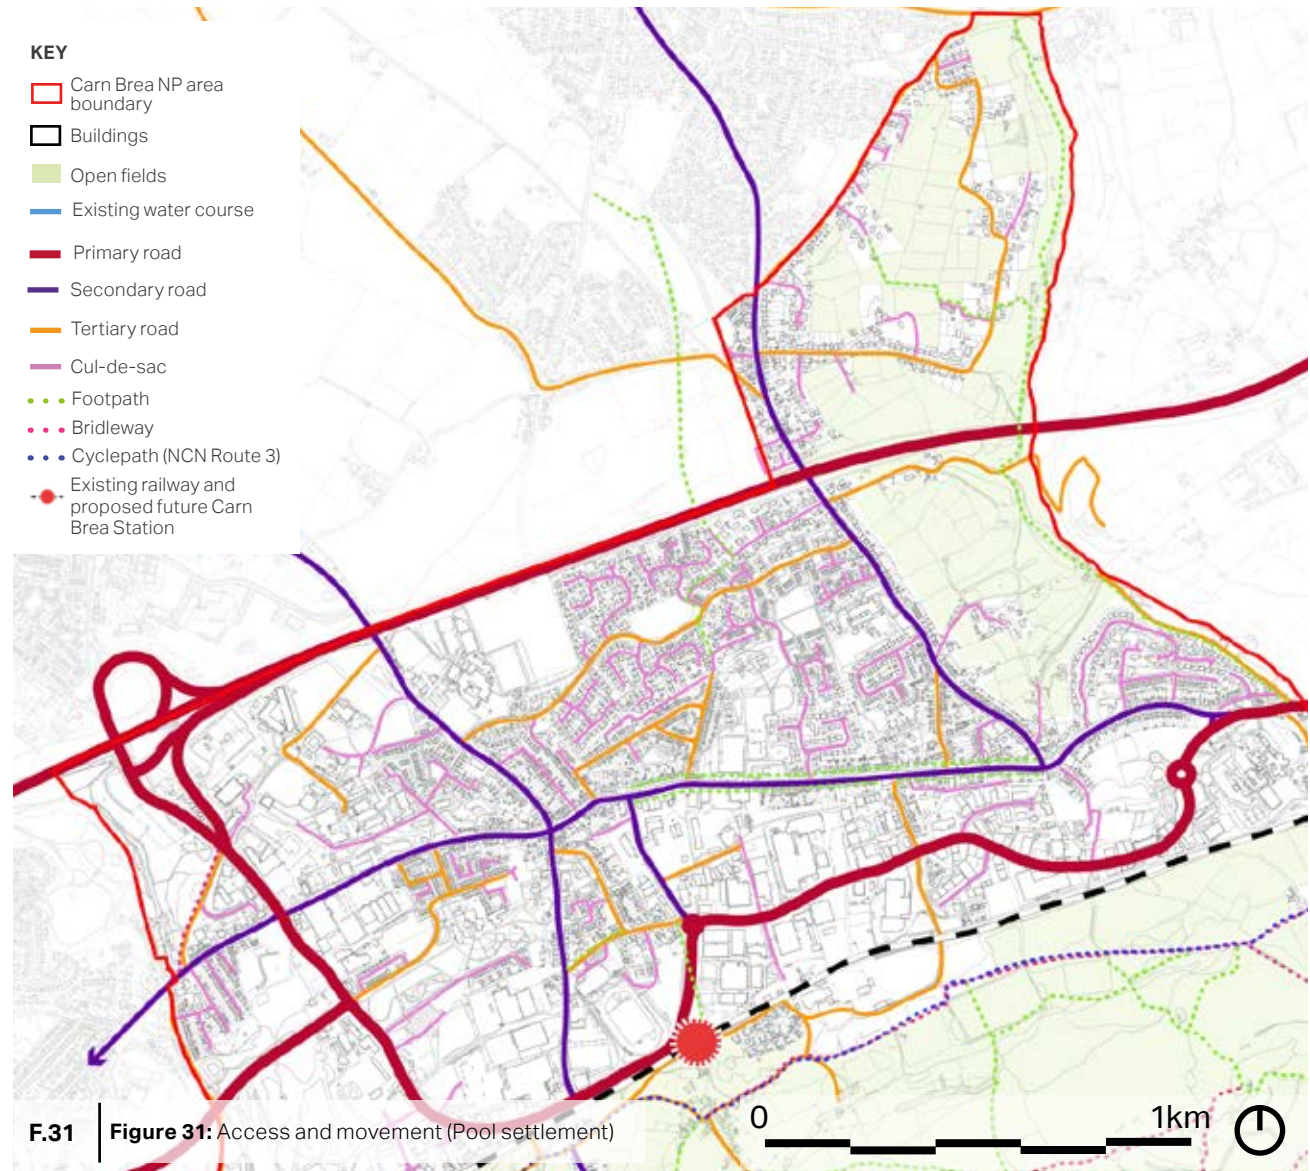 KEY
Carn Brea NP area
boundary
Buildings
Open fields
Existing water course
Primary road
Secondary road
Tertiary road
Cul-de-sac
Footpath
Bridleway
Cyclepath (NCN Route 3)
Existing railway and
proposed future Carn
Brea Station
0
1km
F.31
Figure 31: Access and movement (Pool settlement)